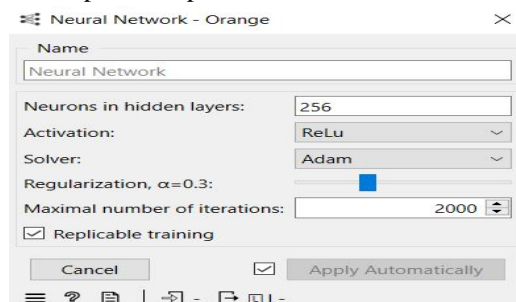 Neural Network - Orange
Name
Neural Network
Neurons in hidden layers: 256
Activation: ReLu
Solver: Adam
Regularization, α=0.3:
Maximal number of iterations: 2000
Replicable training
Cancel Apply Automatically